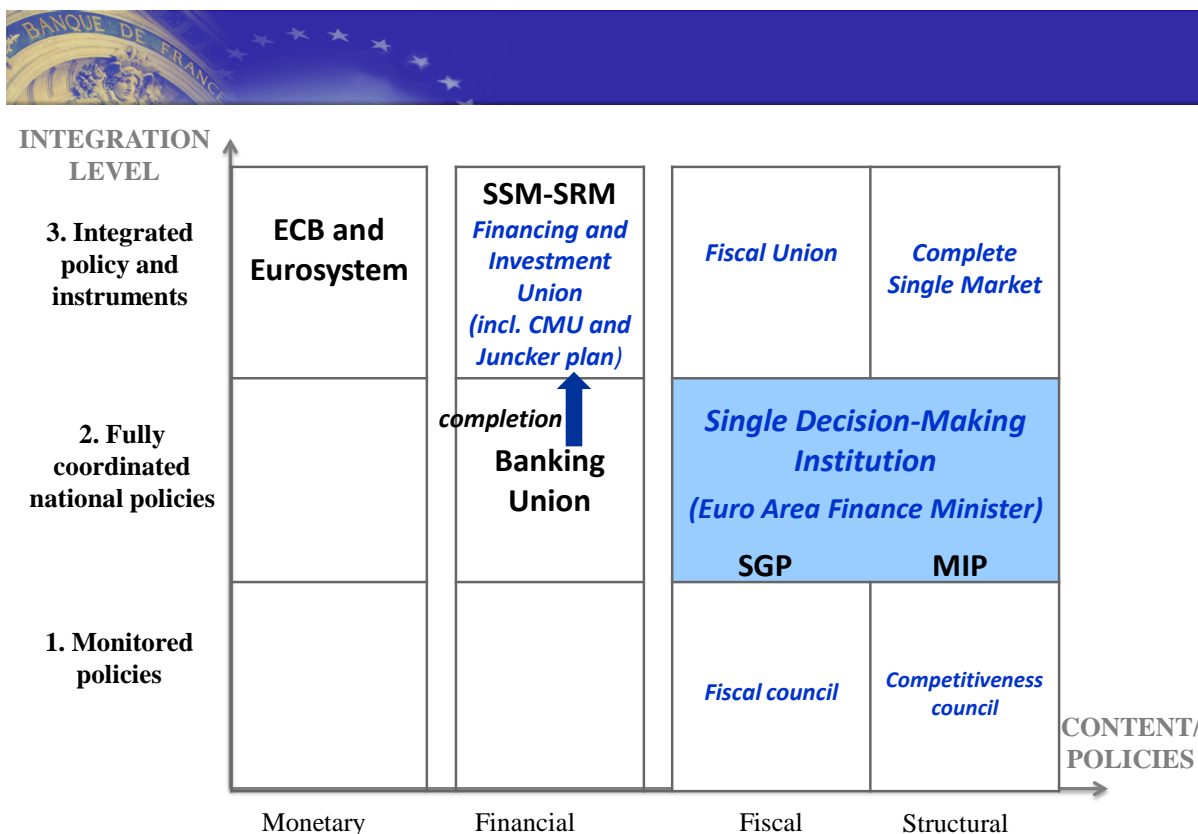 BANQUE DE FRANCE
INTEGRATION
LEVEL
3. Integrated
policy and
instruments
ECB and
Eurosystem
SSM-SRM
Financing and
Investment
Union
(incl. CMU and
Juncker plan)
Fiscal Union
Complete
Single Market
2. Fully
coordinated
national policies
completion
Banking
Union
Single Decision-Making
Institution
(Euro Area Finance Minister)
SGP
MIP
1. Monitored
policies
Fiscal council
Competitiveness
council
CONTENT/
POLICIES
Monetary
Financial
Fiscal
Structural